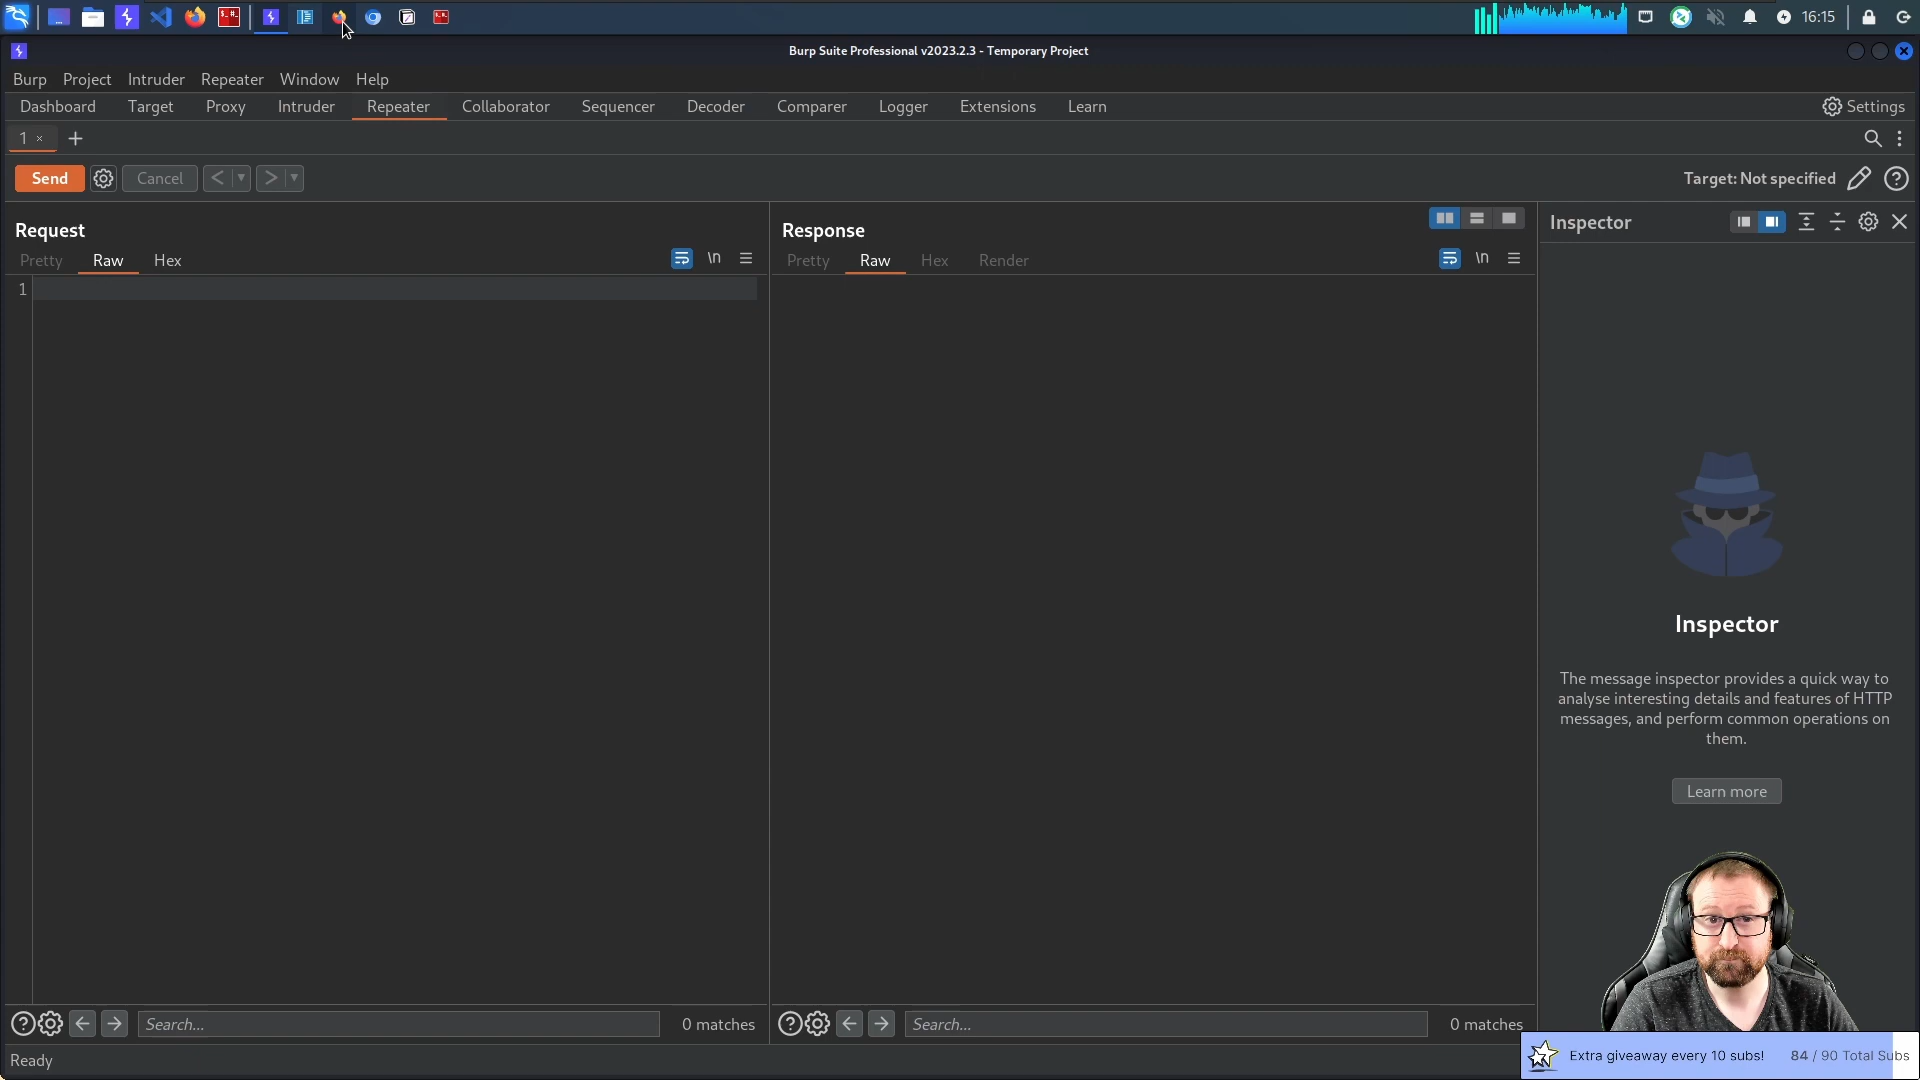 16:15
Burp Suite Professional v2023.2.3 - Temporary Project
Burp Project Intruder Repeater Window Help
Dashboard Target Proxy Intruder Repeater Collaborator Sequencer Decoder Comparer Logger Extensions Learn Settings
1 × +
Send Cancel < > Target: Not specified
Request
Pretty Raw Hex \n
1
Response
Pretty Raw Hex Render \n
Inspector
Inspector
The message inspector provides a quick way to
analyse interesting details and features of HTTP
messages, and perform common operations on
them.
Learn more
Search... 0 matches
Search... 0 matches
Ready
Extra giveaway every 10 subs! 84 / 90 Total Subs